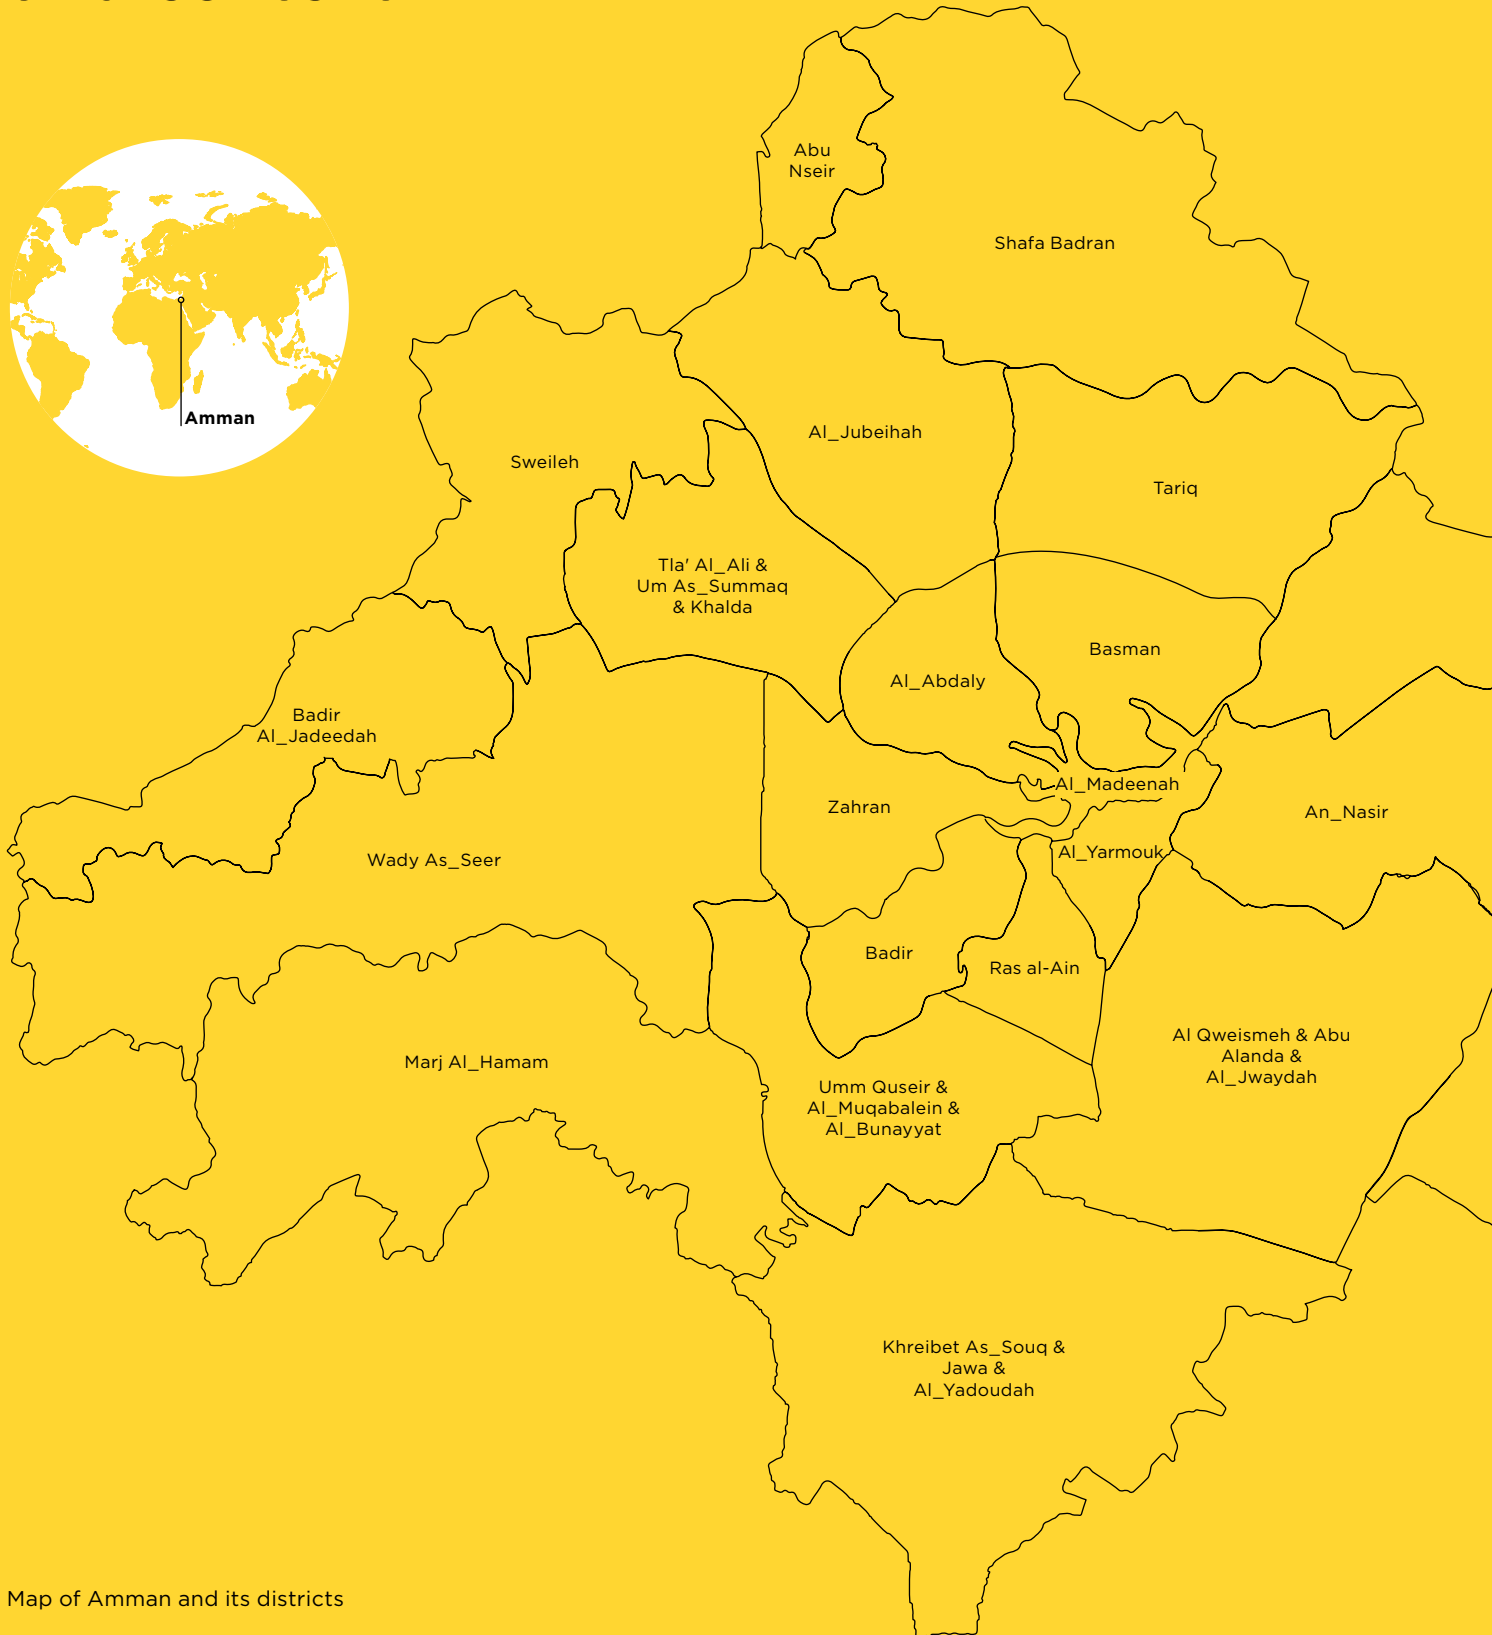 Abu
Nseir
Shafa Badran
Amman
Al_Jubeihah
Sweileh
Tariq
Tla' Al_Ali &
Um As_Summaq
& Khalda
Basman
Al_Abdaly
Badir
Al_Jadeedah
Al_Madeenah
Zahran
An_Nasir
Al_Yarmouk
Wady As_Seer
Badir
Ras al-Ain
Al Qweismeh & Abu
Alanda &
Al_Jwaydah
Marj Al_Hamam
Umm Quseir &
Al_Muqabalein &
Al_Bunayyat
Khreibet As_Souq &
Jawa &
Al_Yadoudah
Map of Amman and its districts